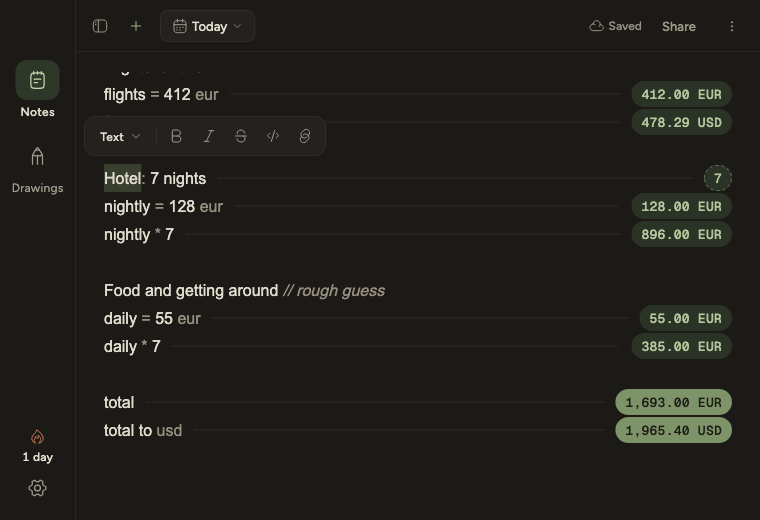 Today
Saved
Share
Notes
Drawings
flights = 412 eur 412.00 EUR
478.29 USD
Text B I S </>
Hotel: 7 nights 7
nightly = 128 eur 128.00 EUR
nightly * 7 896.00 EUR
Food and getting around // rough guess
daily = 55 eur 55.00 EUR
daily * 7 385.00 EUR
total 1,693.00 EUR
total to usd 1,965.40 USD
1 day